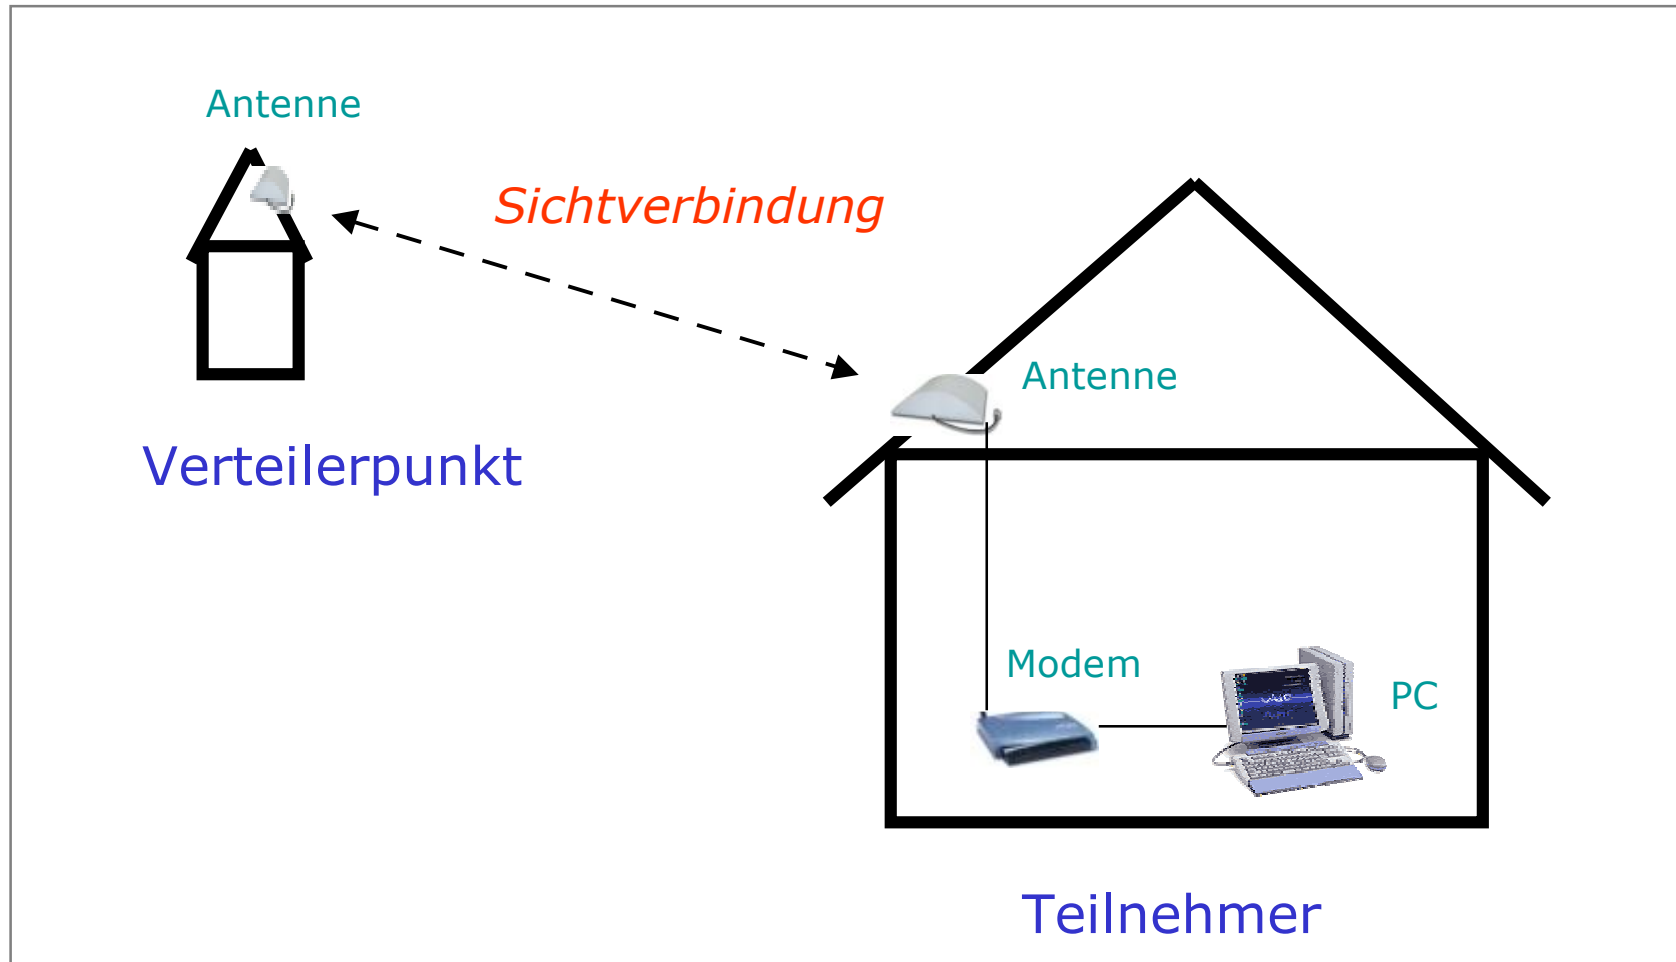 Antenne
Sichtverbindung
Antenne
Verteilerpunkt
Modem
PC
Teilnehmer